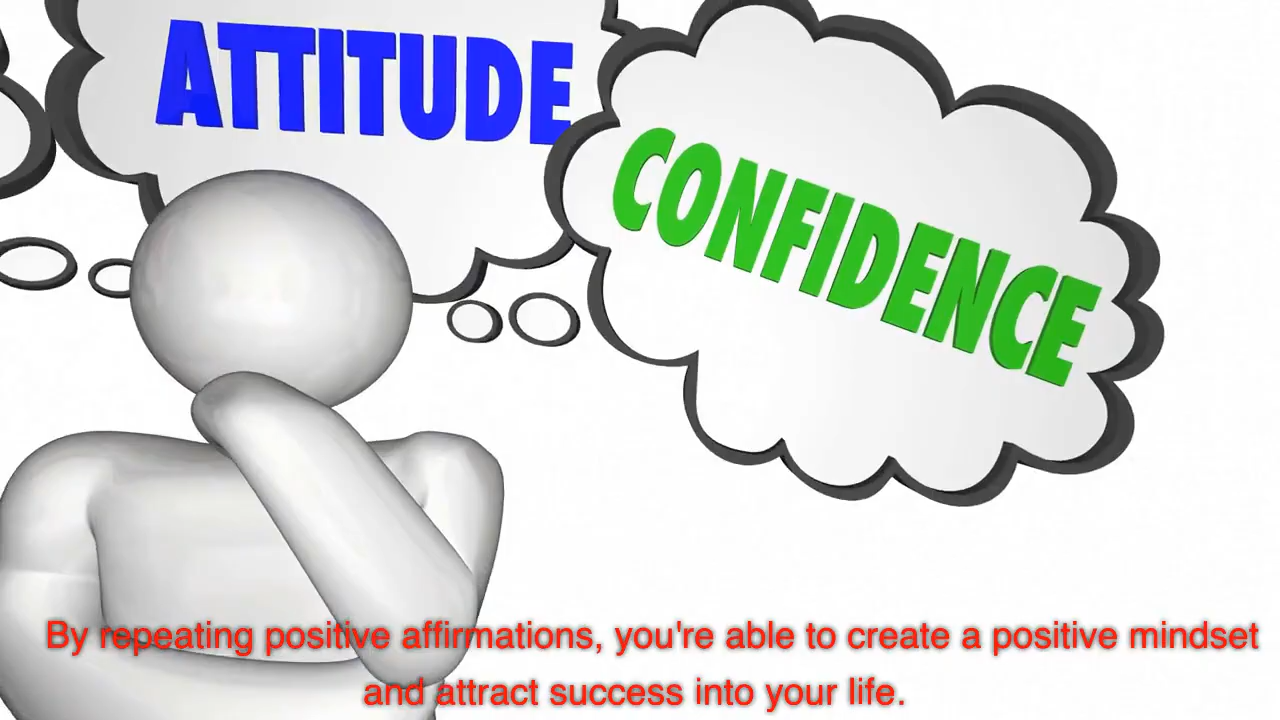 ATTITUDE
CONFIDENCE
By repeating positive affirmations, you're able to create a positive mindset
and attract success into your life.